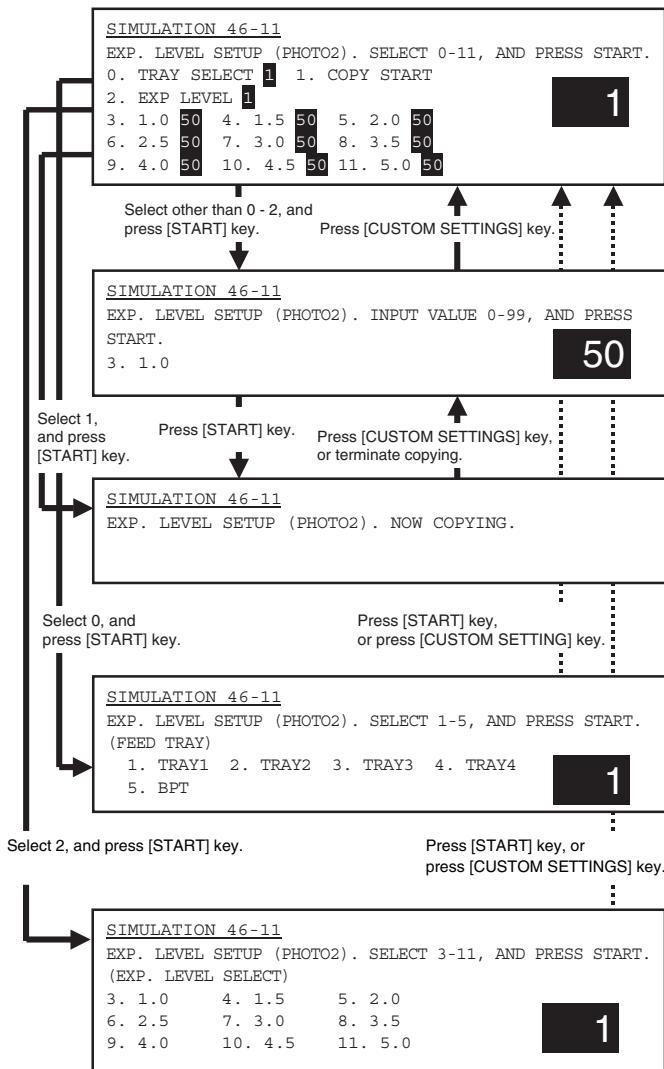 SIMULATION 46-11
EXP. LEVEL SETUP (PHOTO2). SELECT 0-11, AND PRESS START.
0. TRAY SELECT 1 1. COPY START
2. EXP LEVEL 1
1
3. 1.0 50 4. 1.5 50 5. 2.0 50
6. 2.5 50 7. 3.0 50 8. 3.5 50
9. 4.0 50 10. 4.5 50 11. 5.0 50
Select other than 0 - 2, and
press [START] key.
Press [CUSTOM SETTINGS] key.
SIMULATION 46-11
EXP. LEVEL SETUP (PHOTO2). INPUT VALUE 0-99, AND PRESS
START.
3. 1.0
50
Select 1,
and press
[START] key.
Press [START] key.
Press [CUSTOM SETTINGS] key,
or terminate copying.
SIMULATION 46-11
EXP. LEVEL SETUP (PHOTO2). NOW COPYING.
Select 0, and
press [START] key.
Press [START] key,
or press [CUSTOM SETTING] key.
SIMULATION 46-11
EXP. LEVEL SETUP (PHOTO2). SELECT 1-5, AND PRESS START.
(FEED TRAY)
1. TRAY1 2. TRAY2 3. TRAY3 4. TRAY4
5. BPT
1
Select 2, and press [START] key.
Press [START] key, or
press [CUSTOM SETTINGS] key.
SIMULATION 46-11
EXP. LEVEL SETUP (PHOTO2). SELECT 3-11, AND PRESS START.
(EXP. LEVEL SELECT)
3. 1.0 4. 1.5 5. 2.0
6. 2.5 7. 3.0 8. 3.5
9. 4.0 10. 4.5 11. 5.0
1